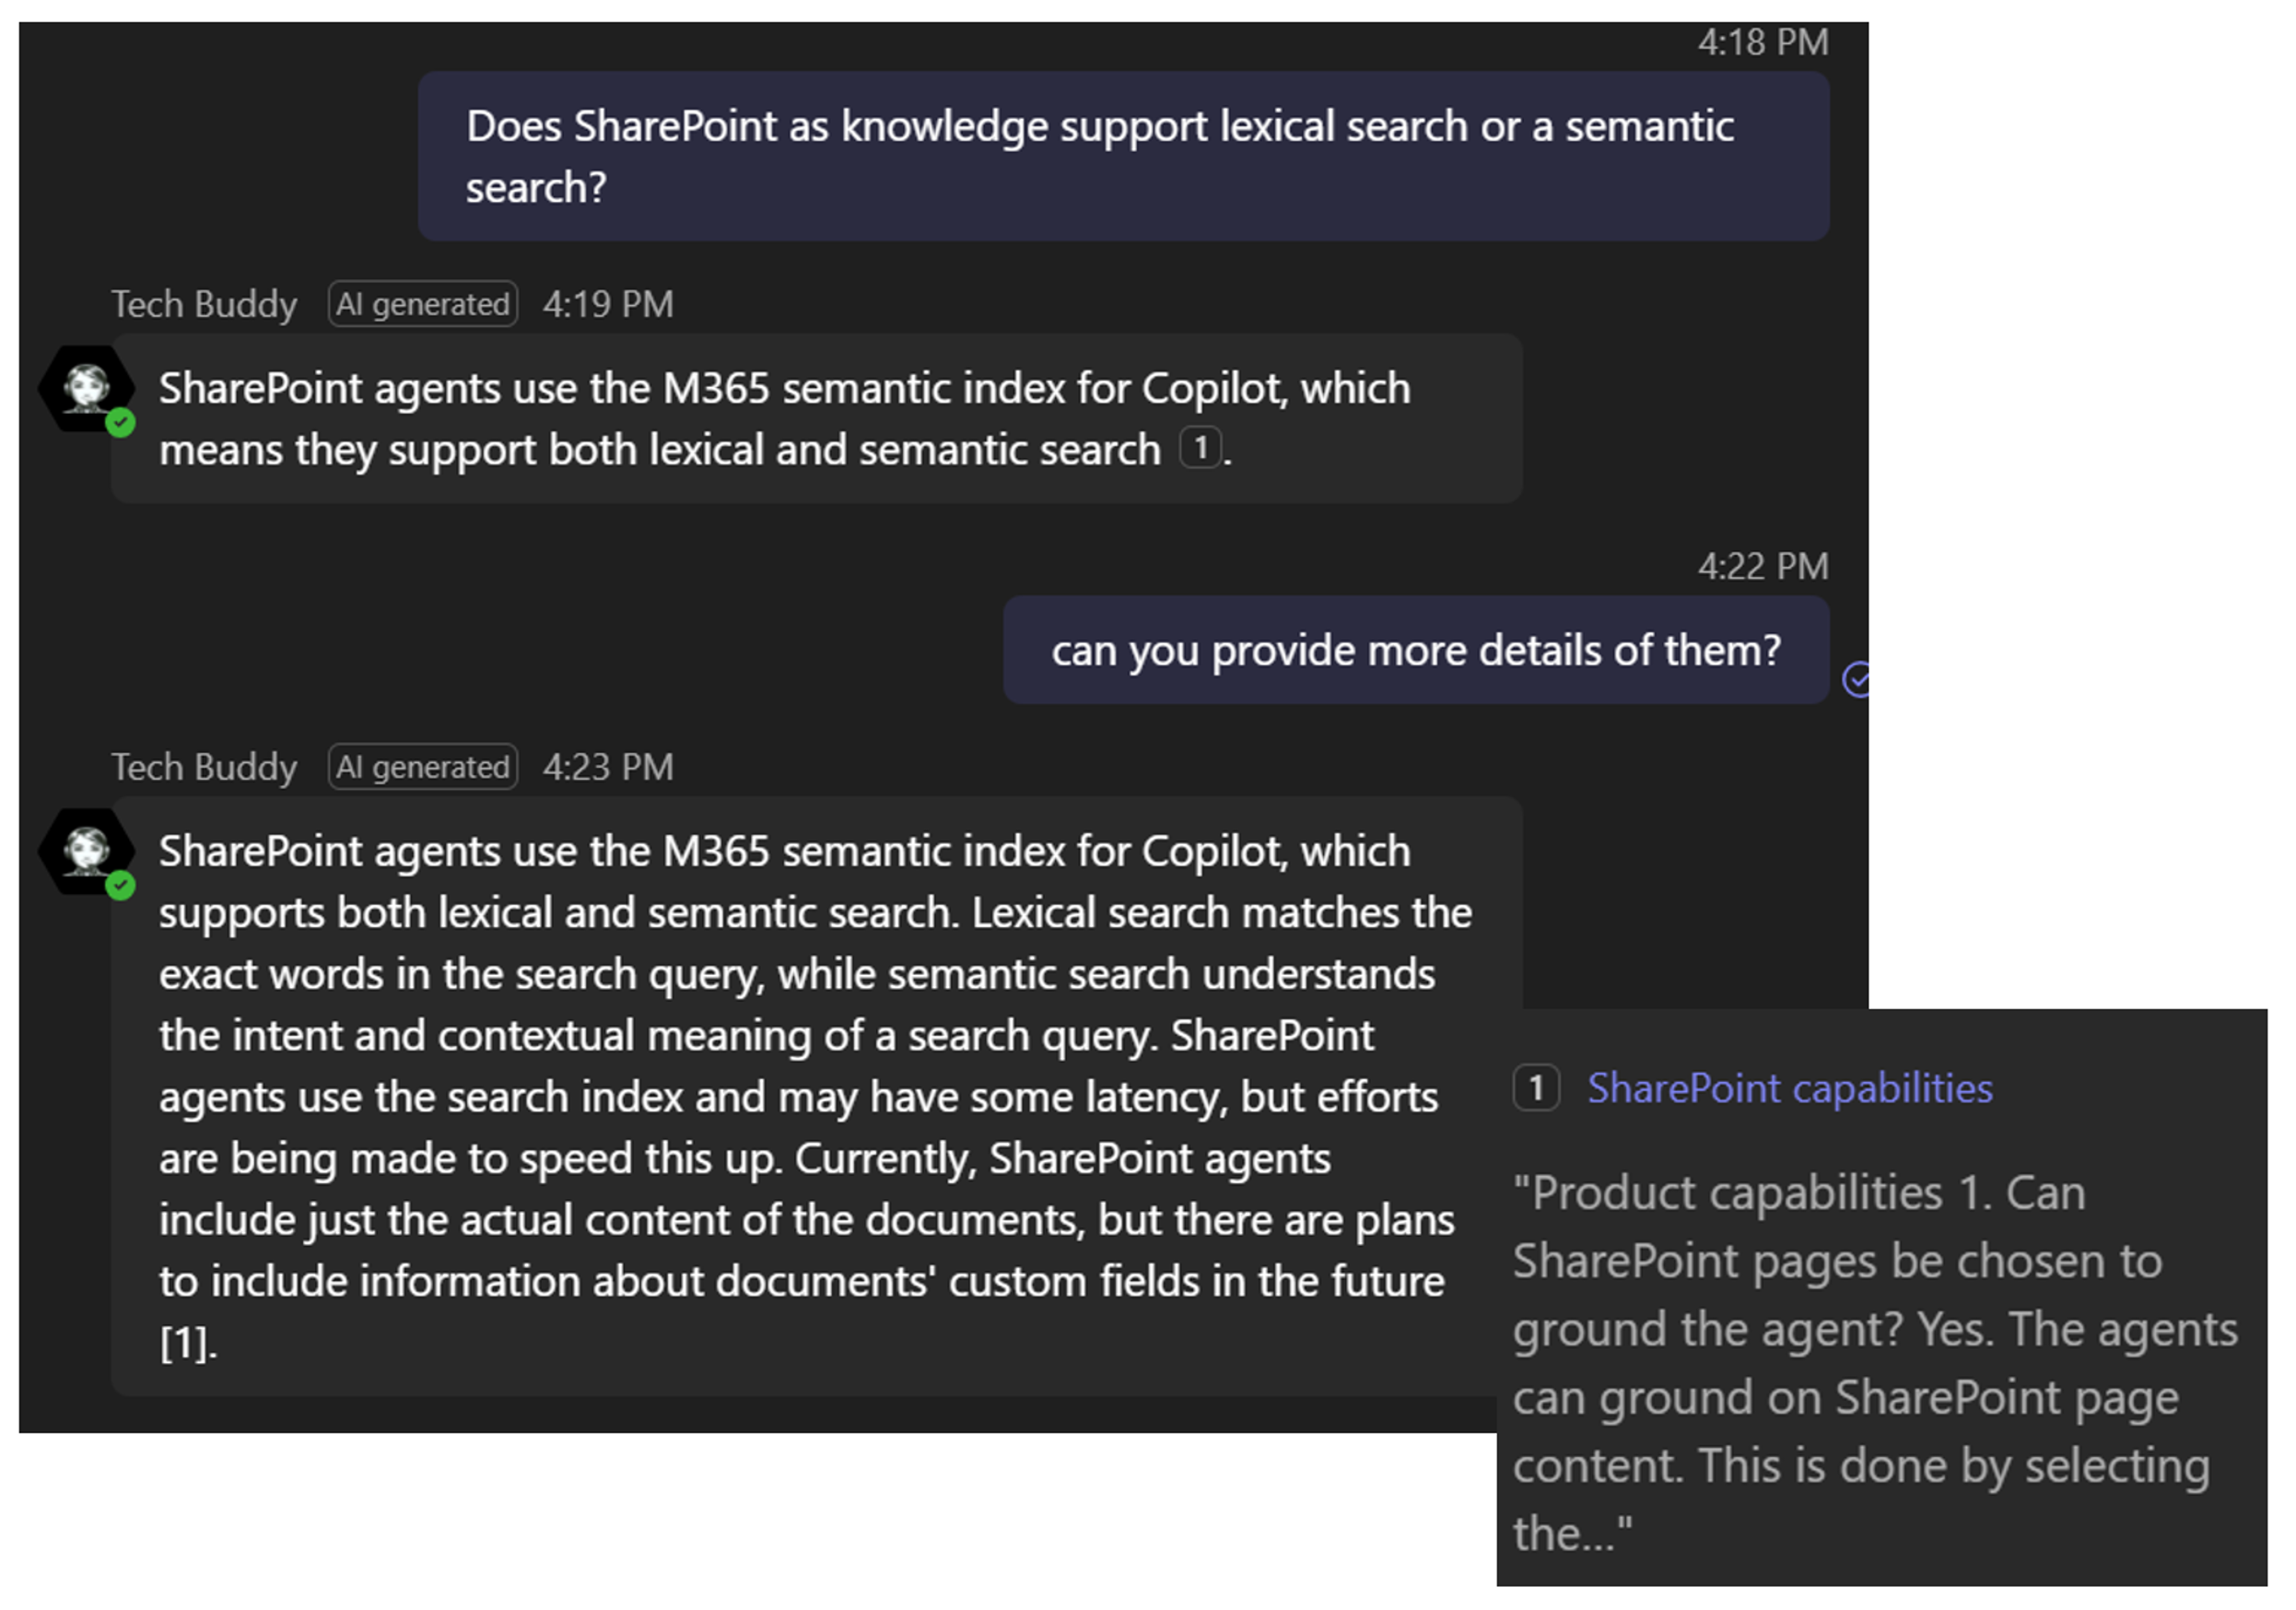 4:18 PM
Does SharePoint as knowledge support lexical search or a semantic
search?
Tech Buddy AI generated 4:19 PM
SharePoint agents use the M365 semantic index for Copilot, which
means they support both lexical and semantic search 1.
4:22 PM
can you provide more details of them?
Tech Buddy AI generated 4:23 PM
SharePoint agents use the M365 semantic index for Copilot, which
supports both lexical and semantic search. Lexical search matches the
exact words in the search query, while semantic search understands
the intent and contextual meaning of a search query. SharePoint
agents use the search index and may have some latency, but efforts
are being made to speed this up. Currently, SharePoint agents
include just the actual content of the documents, but there are plans
to include information about documents' custom fields in the future
[1].
1 SharePoint capabilities
"Product capabilities 1. Can
SharePoint pages be chosen to
ground the agent? Yes. The agents
can ground on SharePoint page
content. This is done by selecting
the..."